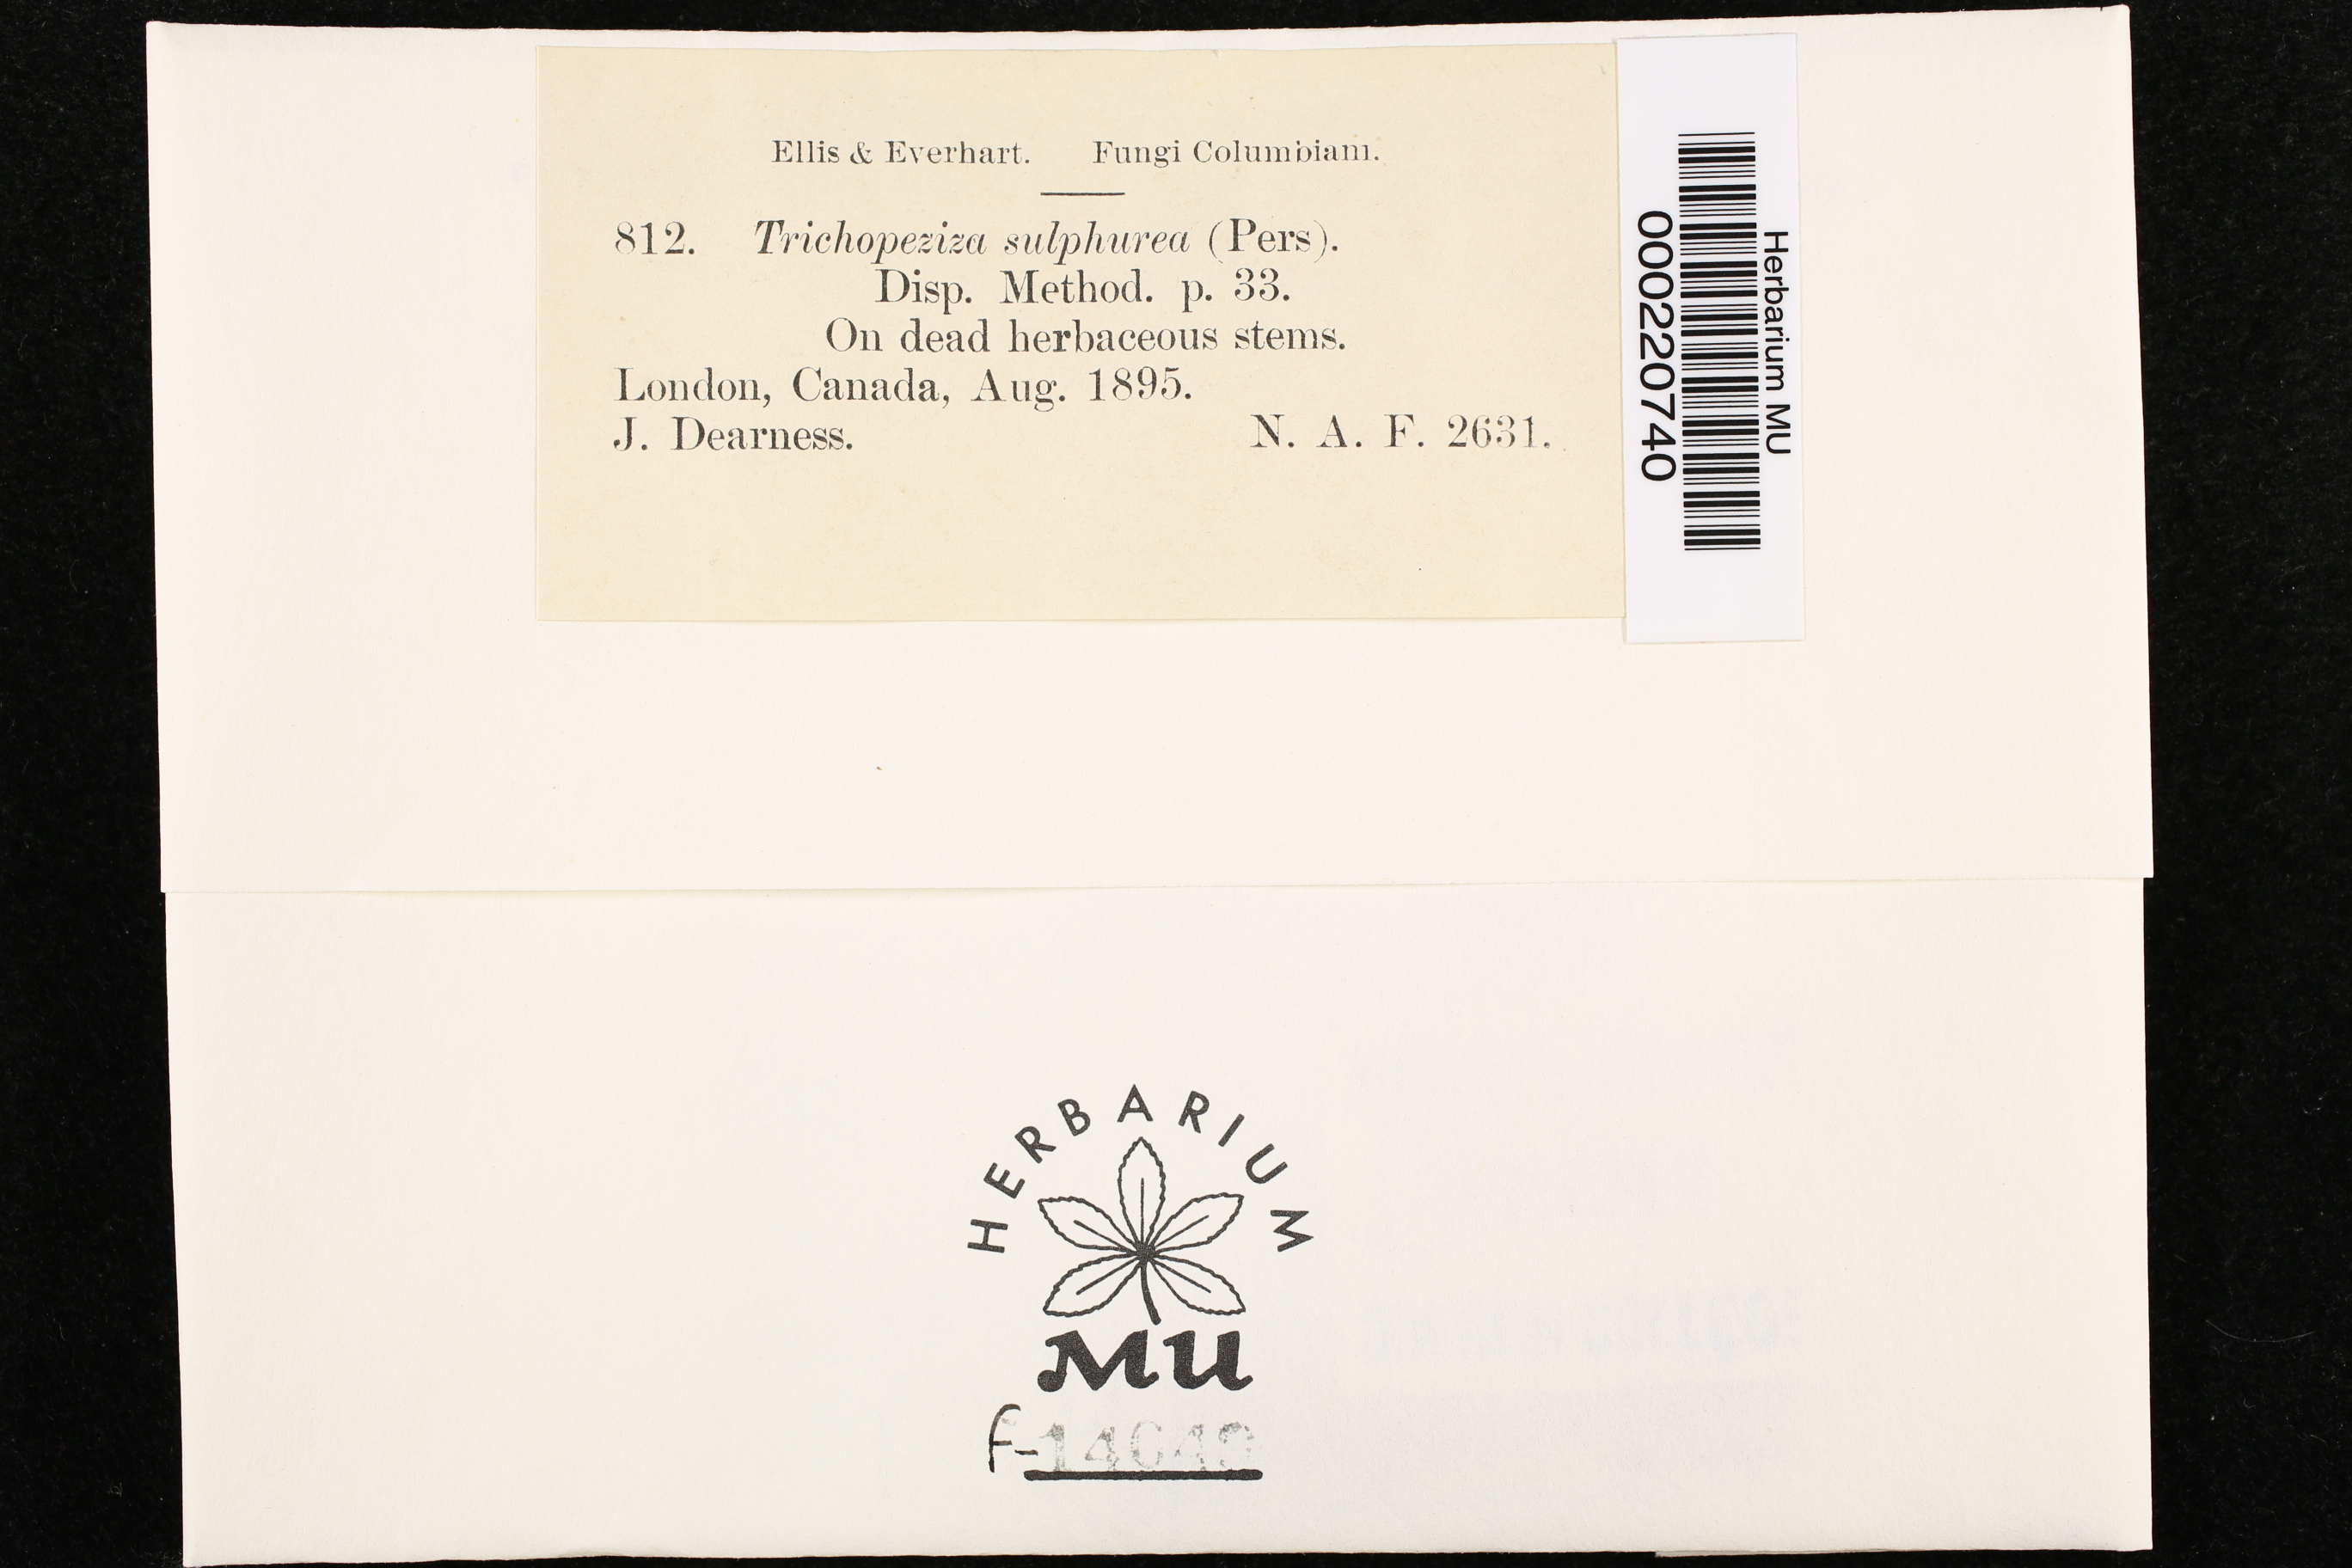 Ellis & Everhart. Fungi Columbiani.
812. Trichopeziza sulphurea (Pers).
Disp. Method. p. 33.
On dead herbaceous stems.
London, Canada, Aug. 1895.
J. Dearness. N. A. F. 2631.
Herbarium MU
000220740
HERBARIUM
MU
F-